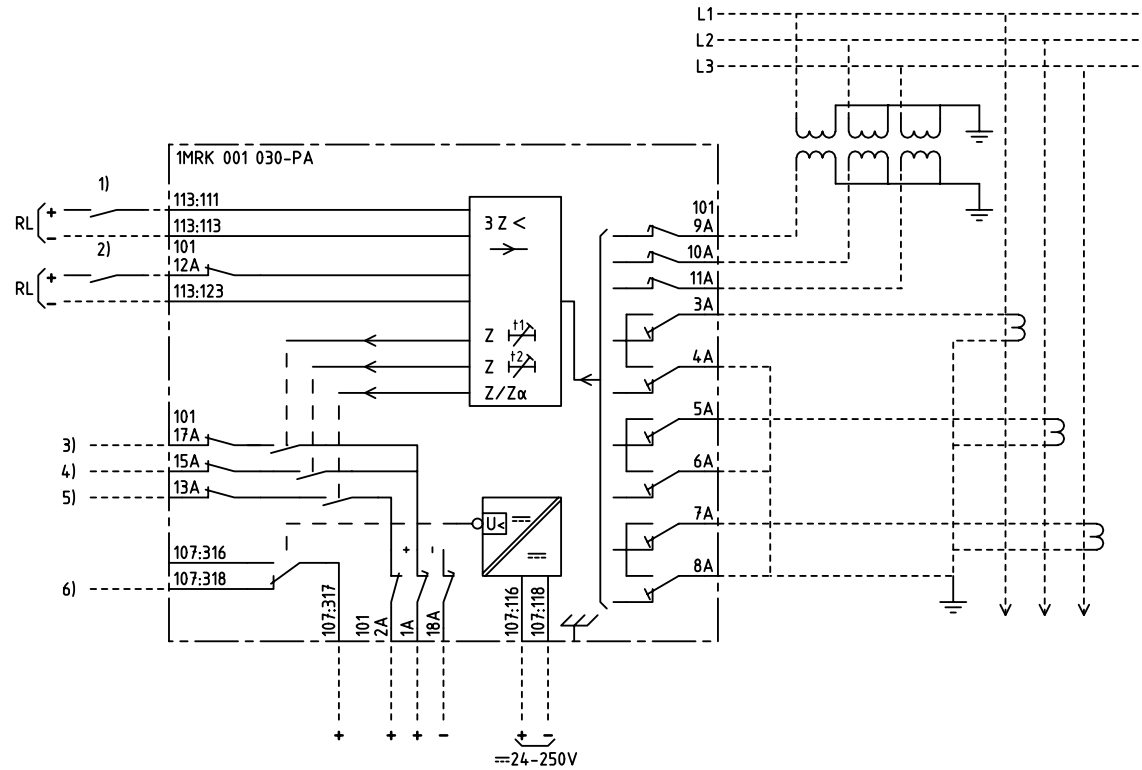 L1
L2
L3
1MRK 001 030-PA
1)
113:111
RL + −
113:113
2)
101
12A
RL + −
113:123
3Z<
Z t1
Z t2
Z/Zα
101
9A
10A
11A
3A
4A
5A
6A
7A
8A
101
3) 17A
4) 15A
5) 13A
U<
+ -
107:316
6) 107:318
107:317
101
2A
1A
18A
107:116
107:118
+ + + − + −
24-250V